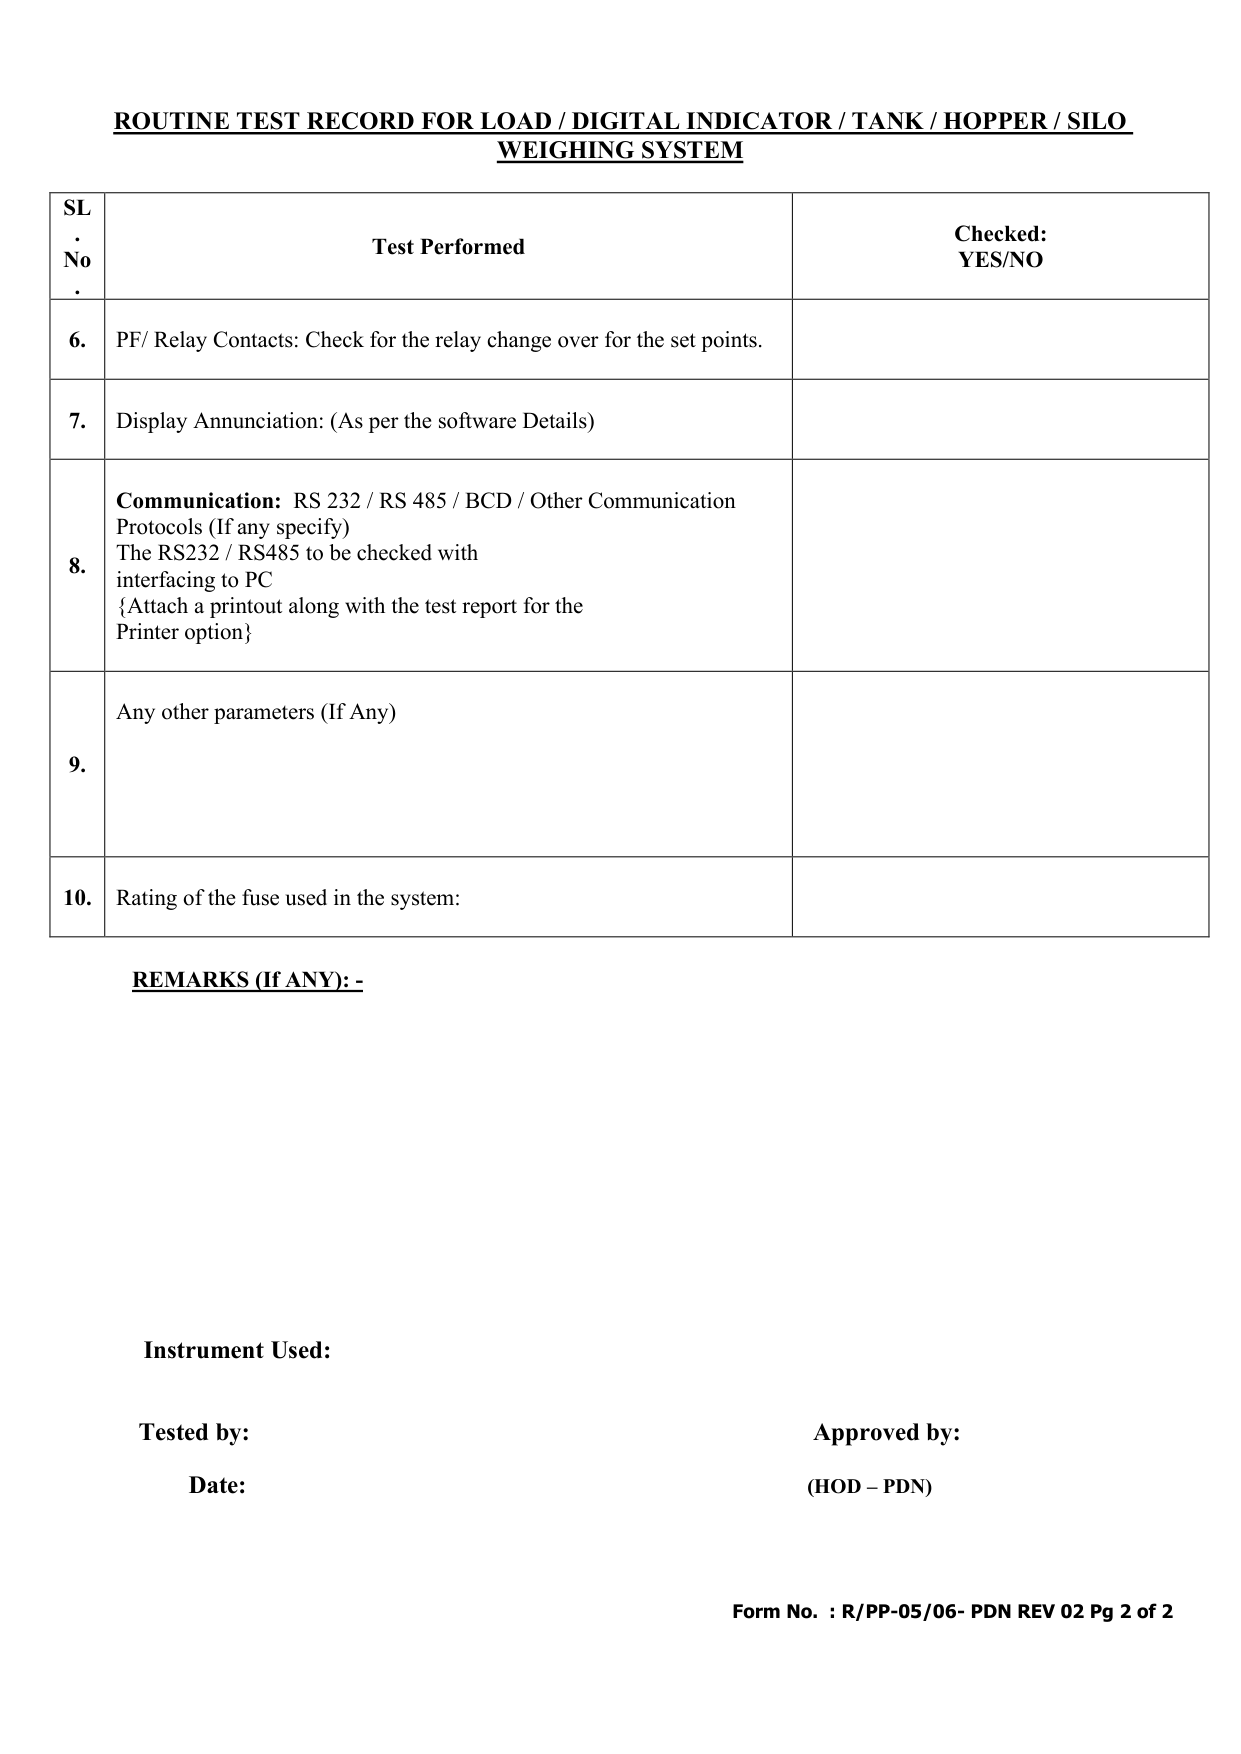 ROUTINE TEST RECORD FOR LOAD / DIGITAL INDICATOR / TANK / HOPPER / SILO
WEIGHING SYSTEM
SL
.
No
.
Test Performed
Checked:
YES/NO
6.
PF/ Relay Contacts: Check for the relay change over for the set points.
7.
Display Annunciation: (As per the software Details)
8.
Communication: RS 232 / RS 485 / BCD / Other Communication
Protocols (If any specify)
The RS232 / RS485 to be checked with
interfacing to PC
{Attach a printout along with the test report for the
Printer option}
9.
Any other parameters (If Any)
10.
Rating of the fuse used in the system:
REMARKS (If ANY): -
Instrument Used:
Tested by:
Approved by:
Date:
(HOD – PDN)
Form No. : R/PP-05/06- PDN REV 02 Pg 2 of 2